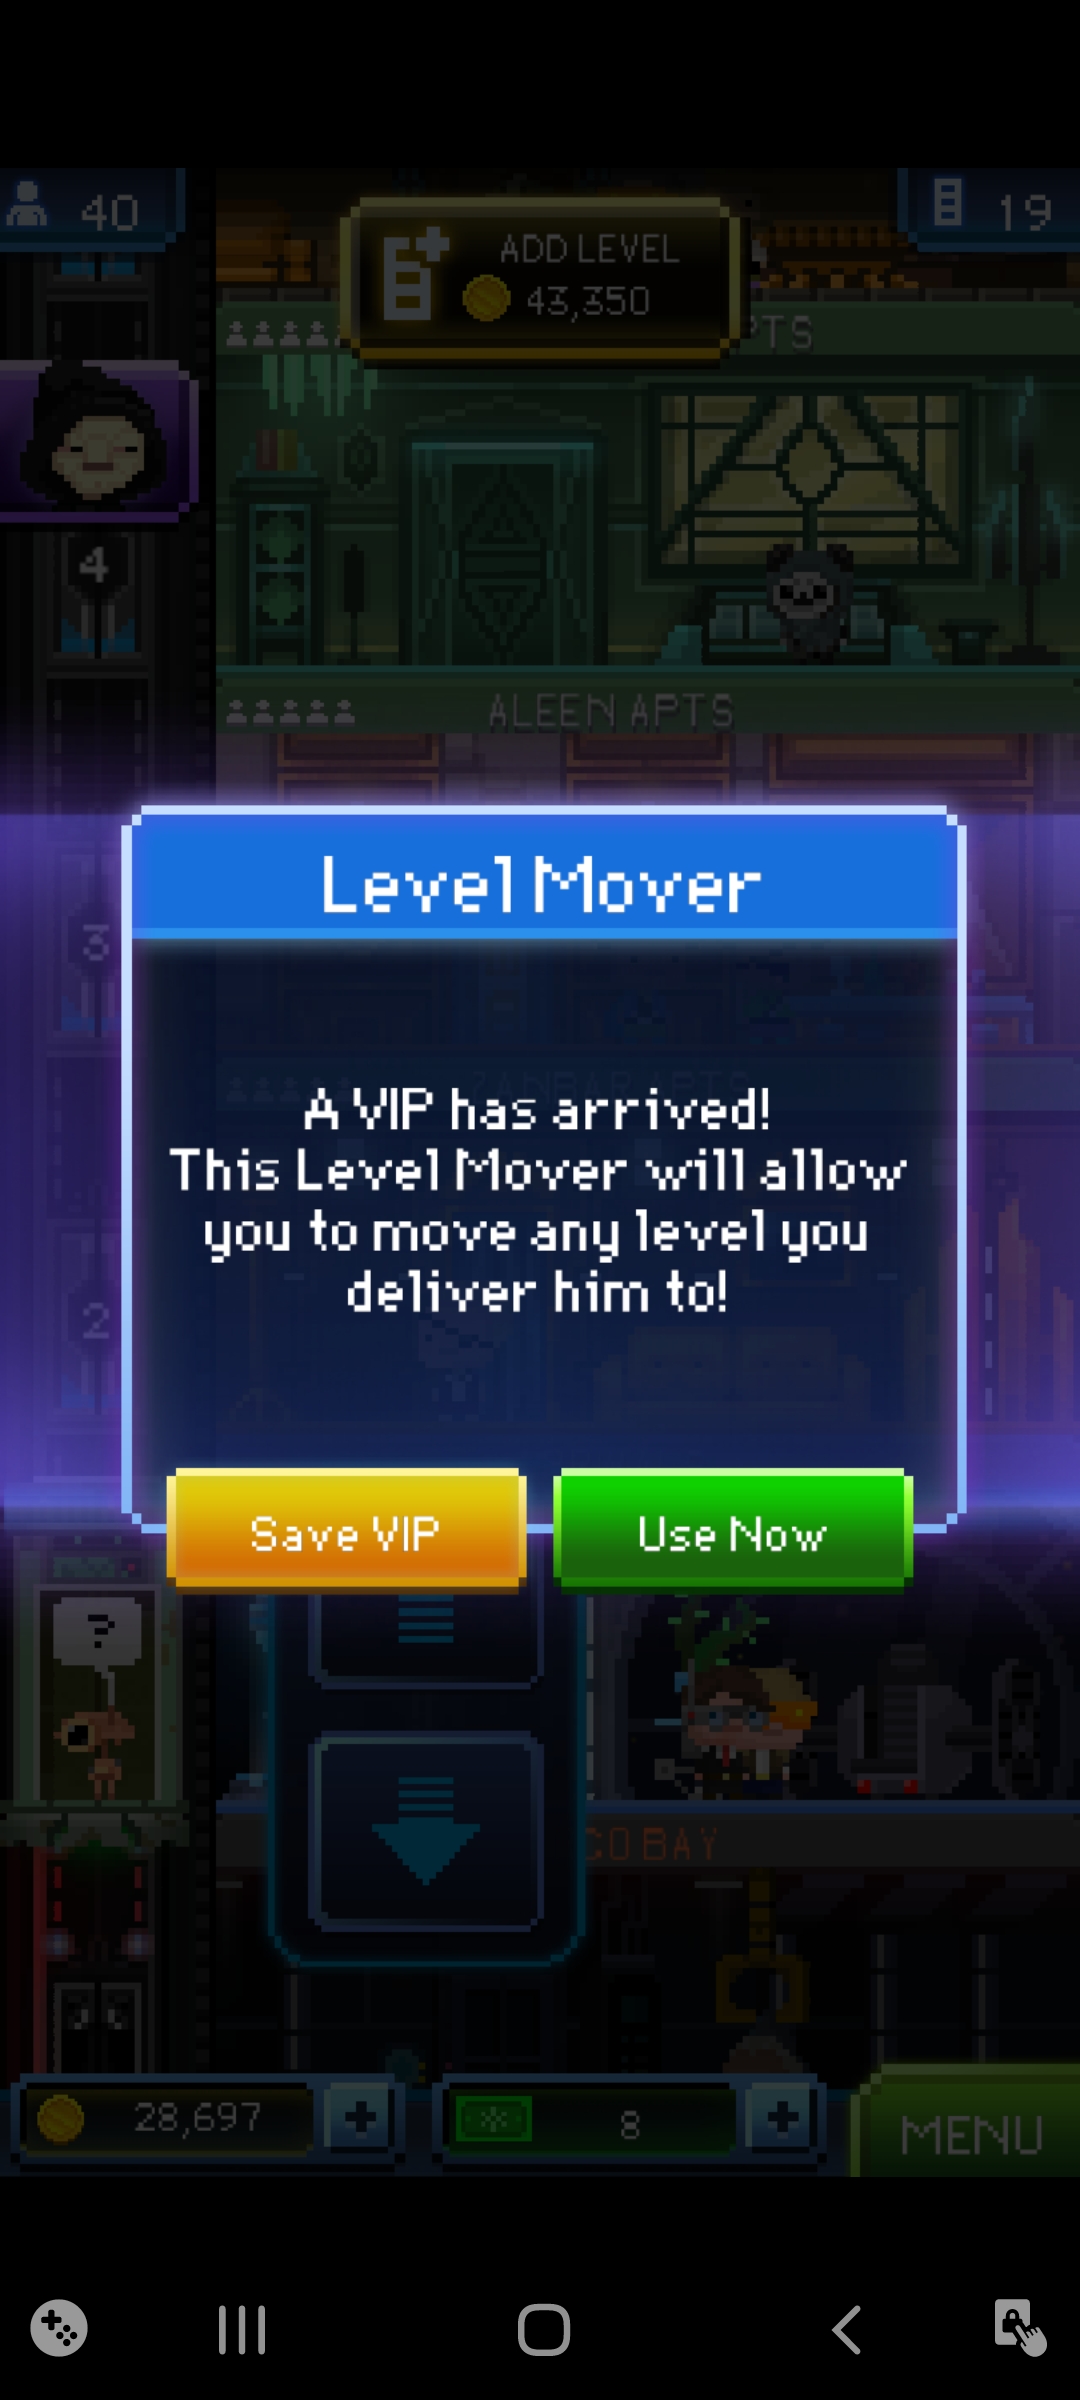 40
ADD LEVEL
43,350
19
PTS
4
ALEEN APTS
Level Mover
3
A VIP has arrived!
This Level Mover will allow
you to move any level you
deliver him to!
2
Save VIP
Use Now
?
CO BAY
28,697
8
MENU